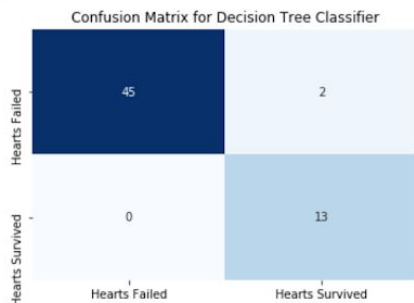 Confusion Matrix for Decision Tree Classifier
Hearts Failed
45 2
Hearts Survived
0 13
Hearts Failed Hearts Survived